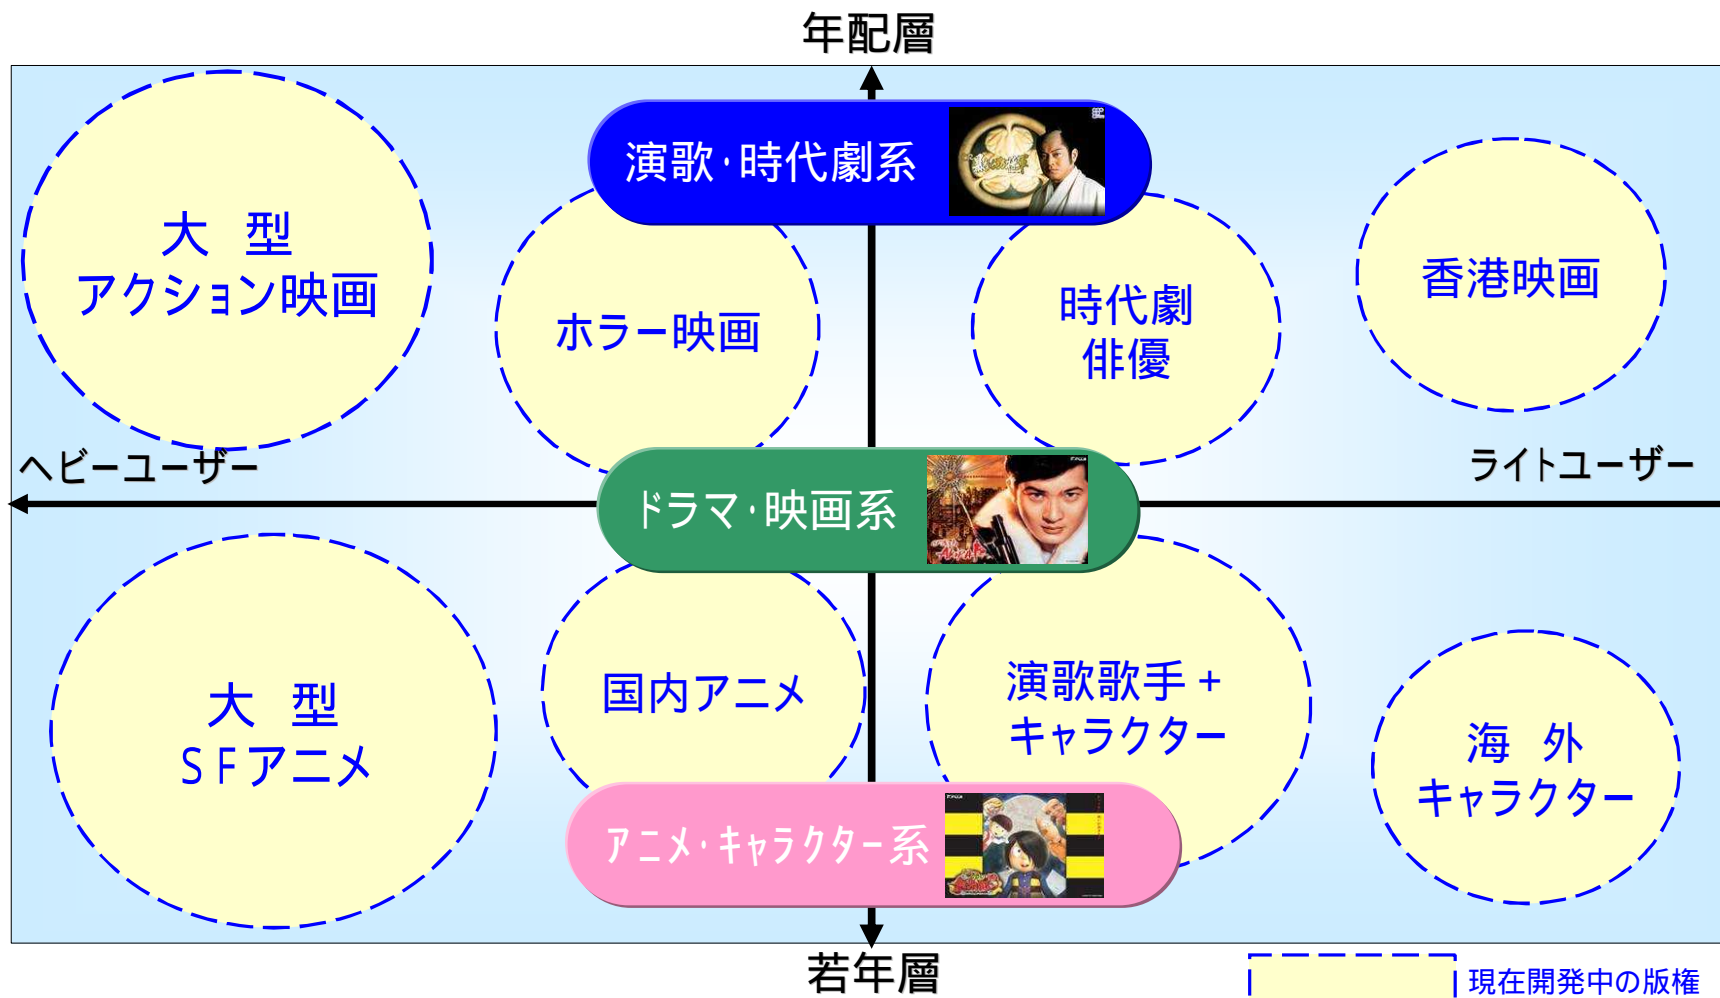 年配層
演歌・時代劇系
大 型
アクション映画
ホラー映画
時代劇
俳優
香港映画
ヘビーユーザー
ライトユーザー
ドラマ・映画系
大 型
SFアニメ
国内アニメ
演歌歌手+
キャラクター
海 外
キャラクター
アニメ・キャラクター系
若年層
現在開発中の版権